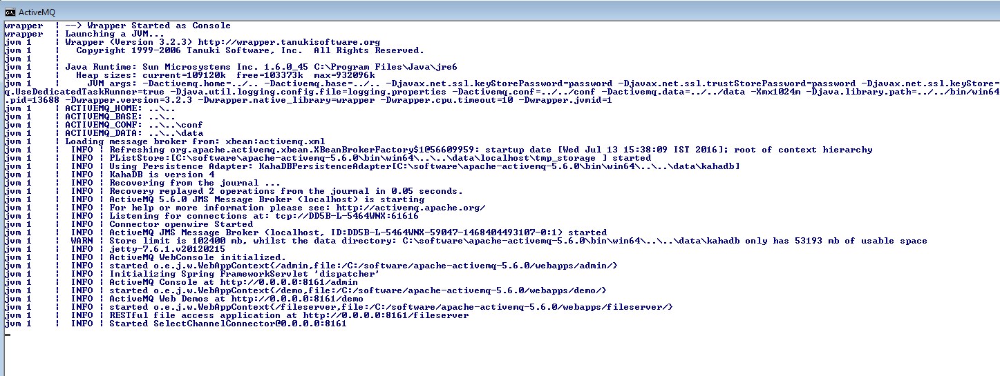 ActiveMQ
wrapper | --> Wrapper Started as Console
wrapper | Launching a JVM...
jvm 1 | Wrapper (Version 3.2.3) http://wrapper.tanukisoftware.org
jvm 1 | Copyright 1999-2006 Tanuki Software, Inc. All Rights Reserved.
jvm 1 |
jvm 1 | Java Runtime: Sun Microsystems Inc. 1.6.0_45 C:\Program Files\Java\jre6
jvm 1 | Heap sizes: current=109120k free=103373k max=932096k
jvm 1 | JVM args: -Dactivemq.home=../.. -Dactivemq.base=../.. -Djavax.net.ssl.keyStorePassword=password -Djavax.net.ssl.trustStorePassword=password -Djavax.net.ssl.keyStore=
q.UseDedicatedTaskRunner=true -Djava.util.logging.config.file=logging.properties -Dactivemq.conf=../../conf -Dactivemq.data=../../data -Xmx1024m -Djava.library.path=../../bin/win64
.pid=13688 -Dwrapper.version=3.2.3 -Dwrapper.native_library=wrapper -Dwrapper.cpu.timeout=10 -Dwrapper.jvmid=1
jvm 1 | ACTIVEMQ_HOME: ..\..
jvm 1 | ACTIVEMQ_BASE: ..\..
jvm 1 | ACTIVEMQ_CONF: ..\..\conf
jvm 1 | ACTIVEMQ_DATA: ..\..\data
jvm 1 | Loading message broker from: xbean:activemq.xml
jvm 1 | INFO | Refreshing org.apache.activemq.xbean.XBeanBrokerFactory$1@56609959: startup date [Wed Jul 13 15:38:09 IST 2016]; root of context hierarchy
jvm 1 | INFO | PListStore:[C:\software\apache-activemq-5.6.0\bin\win64\..\..\data\localhost\tmp_storage ] started
jvm 1 | INFO | Using Persistence Adapter: KahaDBPersistenceAdapter[C:\software\apache-activemq-5.6.0\bin\win64\..\..\data\kahadb]
jvm 1 | INFO | KahaDB is version 4
jvm 1 | INFO | Recovering from the journal ...
jvm 1 | INFO | Recovery replayed 2 operations from the journal in 0.05 seconds.
jvm 1 | INFO | ActiveMQ 5.6.0 JMS Message Broker (localhost) is starting
jvm 1 | INFO | For help or more information please see: http://activemq.apache.org/
jvm 1 | INFO | Listening for connections at: tcp://DD5B-L-5464WNX:61616
jvm 1 | INFO | Connector openwire Started
jvm 1 | INFO | ActiveMQ JMS Message Broker (localhost, ID:DD5B-L-5464WNX-59047-1468404493107-0:1) started
jvm 1 | WARN | Store limit is 102400 mb, whilst the data directory: C:\software\apache-activemq-5.6.0\bin\win64\..\..\data\kahadb only has 53193 mb of usable space
jvm 1 | INFO | jetty-7.6.1.v20120215
jvm 1 | INFO | ActiveMQ WebConsole initialized.
jvm 1 | INFO | started o.e.j.w.WebAppContext{/admin,file:/C:/software/apache-activemq-5.6.0/webapps/admin/}
jvm 1 | INFO | Initializing Spring FrameworkServlet 'dispatcher'
jvm 1 | INFO | ActiveMQ Console at http://0.0.0.0:8161/admin
jvm 1 | INFO | started o.e.j.w.WebAppContext{/demo,file:/C:/software/apache-activemq-5.6.0/webapps/demo/}
jvm 1 | INFO | ActiveMQ Web Demos at http://0.0.0.0:8161/demo
jvm 1 | INFO | started o.e.j.w.WebAppContext{/fileserver,file:/C:/software/apache-activemq-5.6.0/webapps/fileserver/}
jvm 1 | INFO | RESTful file access application at http://0.0.0.0:8161/fileserver
jvm 1 | INFO | Started SelectChannelConnector@0.0.0.0:8161